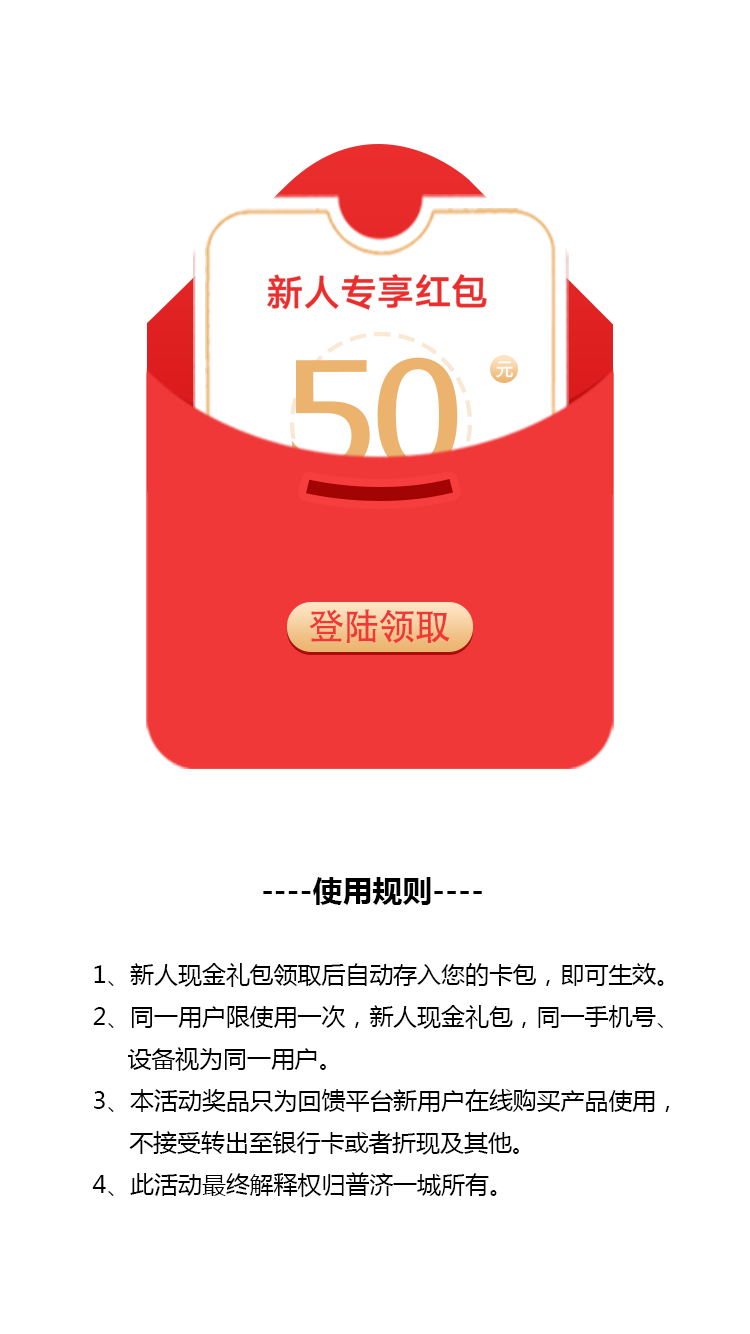 新人专享红包
50
元
登陆领取
----使用规则----
1、新人现金礼包领取后自动存入您的卡包，即可生效。
2、同一用户限使用一次，新人现金礼包，同一手机号、
设备视为同一用户。
3、本活动奖品只为回馈平台新用户在线购买产品使用，
不接受转出至银行卡或者折现及其他。
4、此活动最终解释权归普济一城所有。